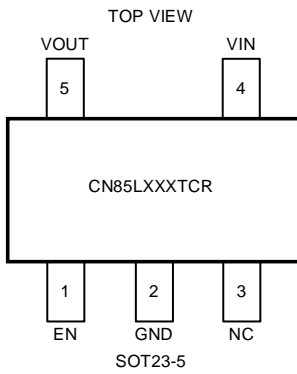 TOP VIEW
VOUT VIN
5 4
CN85LXXXTCR
1 2 3
EN GND NC
SOT23-5